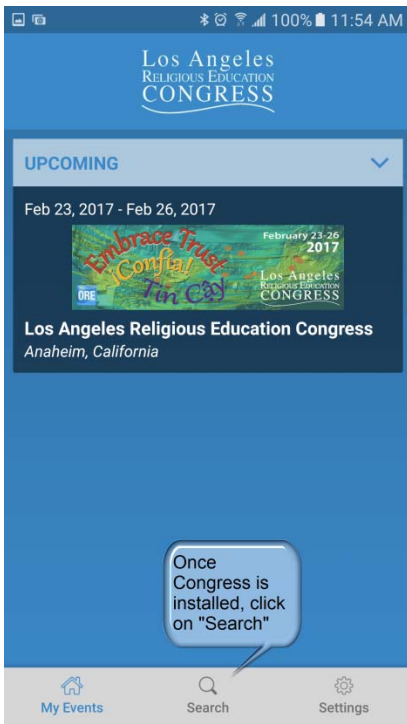 100% 11:54 AM
Los Angeles
RELIGIOUS EDUCATION
CONGRESS
UPCOMING
Feb 23, 2017 - Feb 26, 2017
Embrace Trust
¡Confía!
Tín Cậy
ORE
February 23-26
2017
Los Angeles
RELIGIOUS EDUCATION
CONGRESS
Los Angeles Religious Education Congress
Anaheim, California
Once
Congress is
installed, click
on "Search"
My Events
Search
Settings